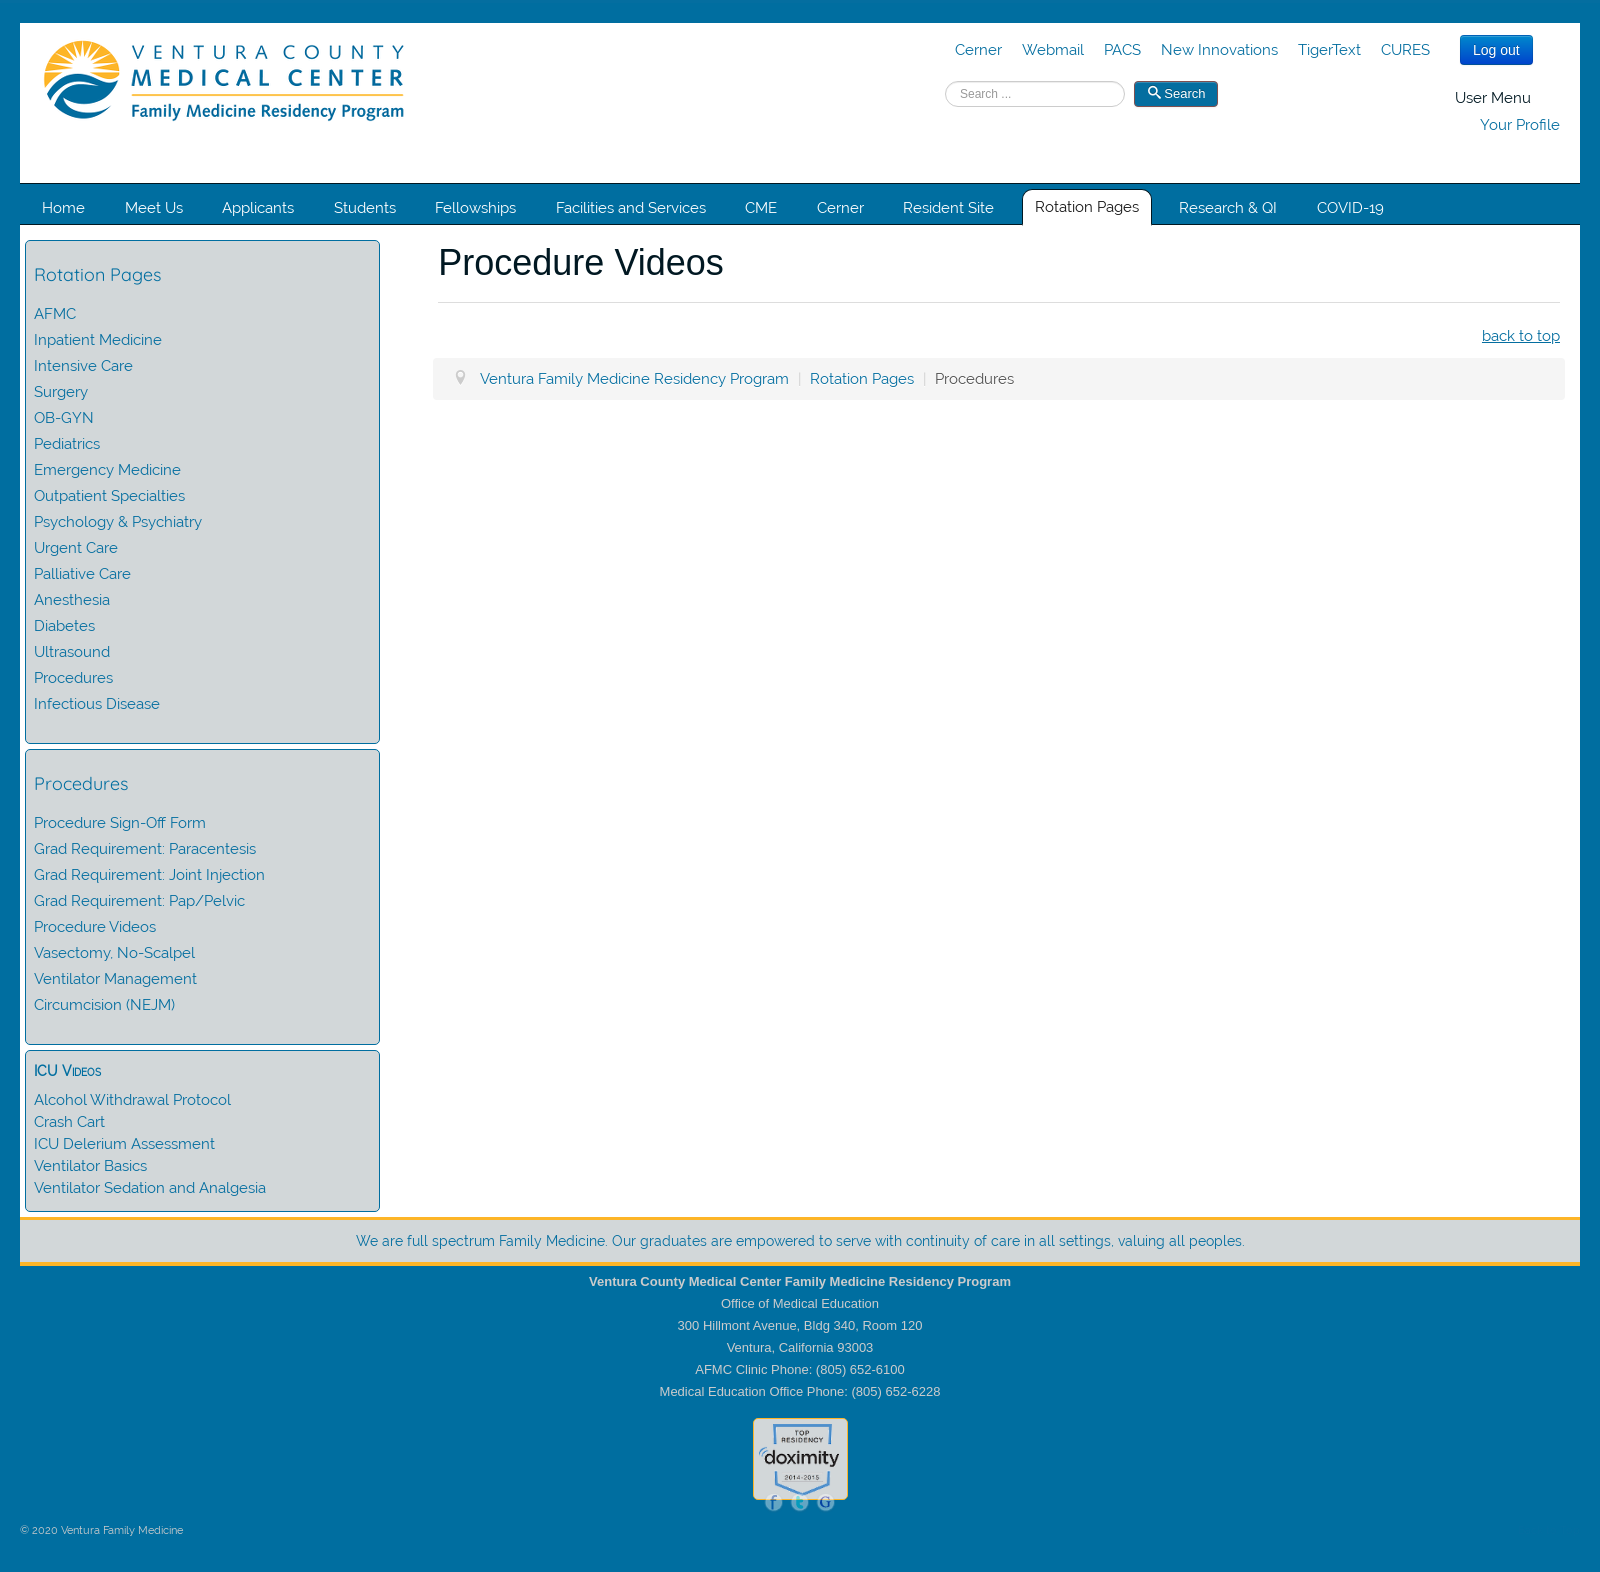 VENTURA COUNTY
MEDICAL CENTER
Family Medicine Residency Program
Cerner Webmail PACS New Innovations TigerText CURES Log out
Search ... Search
User Menu
Your Profile
Home Meet Us Applicants Students Fellowships Facilities and Services CME Cerner Resident Site Rotation Pages Research & QI COVID-19
Rotation Pages
AFMC
Inpatient Medicine
Intensive Care
Surgery
OB-GYN
Pediatrics
Emergency Medicine
Outpatient Specialties
Psychology & Psychiatry
Urgent Care
Palliative Care
Anesthesia
Diabetes
Ultrasound
Procedures
Infectious Disease
Procedures
Procedure Sign-Off Form
Grad Requirement: Paracentesis
Grad Requirement: Joint Injection
Grad Requirement: Pap/Pelvic
Procedure Videos
Vasectomy, No-Scalpel
Ventilator Management
Circumcision (NEJM)
ICU Videos
Alcohol Withdrawal Protocol
Crash Cart
ICU Delerium Assessment
Ventilator Basics
Ventilator Sedation and Analgesia
Procedure Videos
back to top
Ventura Family Medicine Residency Program | Rotation Pages | Procedures
We are full spectrum Family Medicine. Our graduates are empowered to serve with continuity of care in all settings, valuing all peoples.
Ventura County Medical Center Family Medicine Residency Program
Office of Medical Education
300 Hillmont Avenue, Bldg 340, Room 120
Ventura, California 93003
AFMC Clinic Phone: (805) 652-6100
Medical Education Office Phone: (805) 652-6228
TOP
RESIDENCY
doximity
2014-2015
f t G
© 2020 Ventura Family Medicine